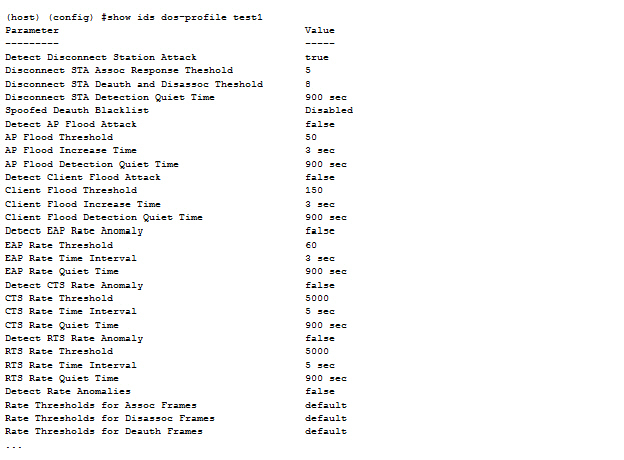 (host) (config) #show ids dos-profile test1
Parameter Value
--------- -----
Detect Disconnect Station Attack true
Disconnect STA Assoc Response Theshold 5
Disconnect STA Deauth and Disassoc Theshold 8
Disconnect STA Detection Quiet Time 900 sec
Spoofed Deauth Blacklist Disabled
Detect AP Flood Attack false
AP Flood Threshold 50
AP Flood Increase Time 3 sec
AP Flood Detection Quiet Time 900 sec
Detect Client Flood Attack false
Client Flood Threshold 150
Client Flood Increase Time 3 sec
Client Flood Detection Quiet Time 900 sec
Detect EAP Rate Anomaly false
EAP Rate Threshold 60
EAP Rate Time Interval 3 sec
EAP Rate Quiet Time 900 sec
Detect CTS Rate Anomaly false
CTS Rate Threshold 5000
CTS Rate Time Interval 5 sec
CTS Rate Quiet Time 900 sec
Detect RTS Rate Anomaly false
RTS Rate Threshold 5000
RTS Rate Time Interval 5 sec
RTS Rate Quiet Time 900 sec
Detect Rate Anomalies false
Rate Thresholds for Assoc Frames default
Rate Thresholds for Disassoc Frames default
Rate Thresholds for Deauth Frames default
...